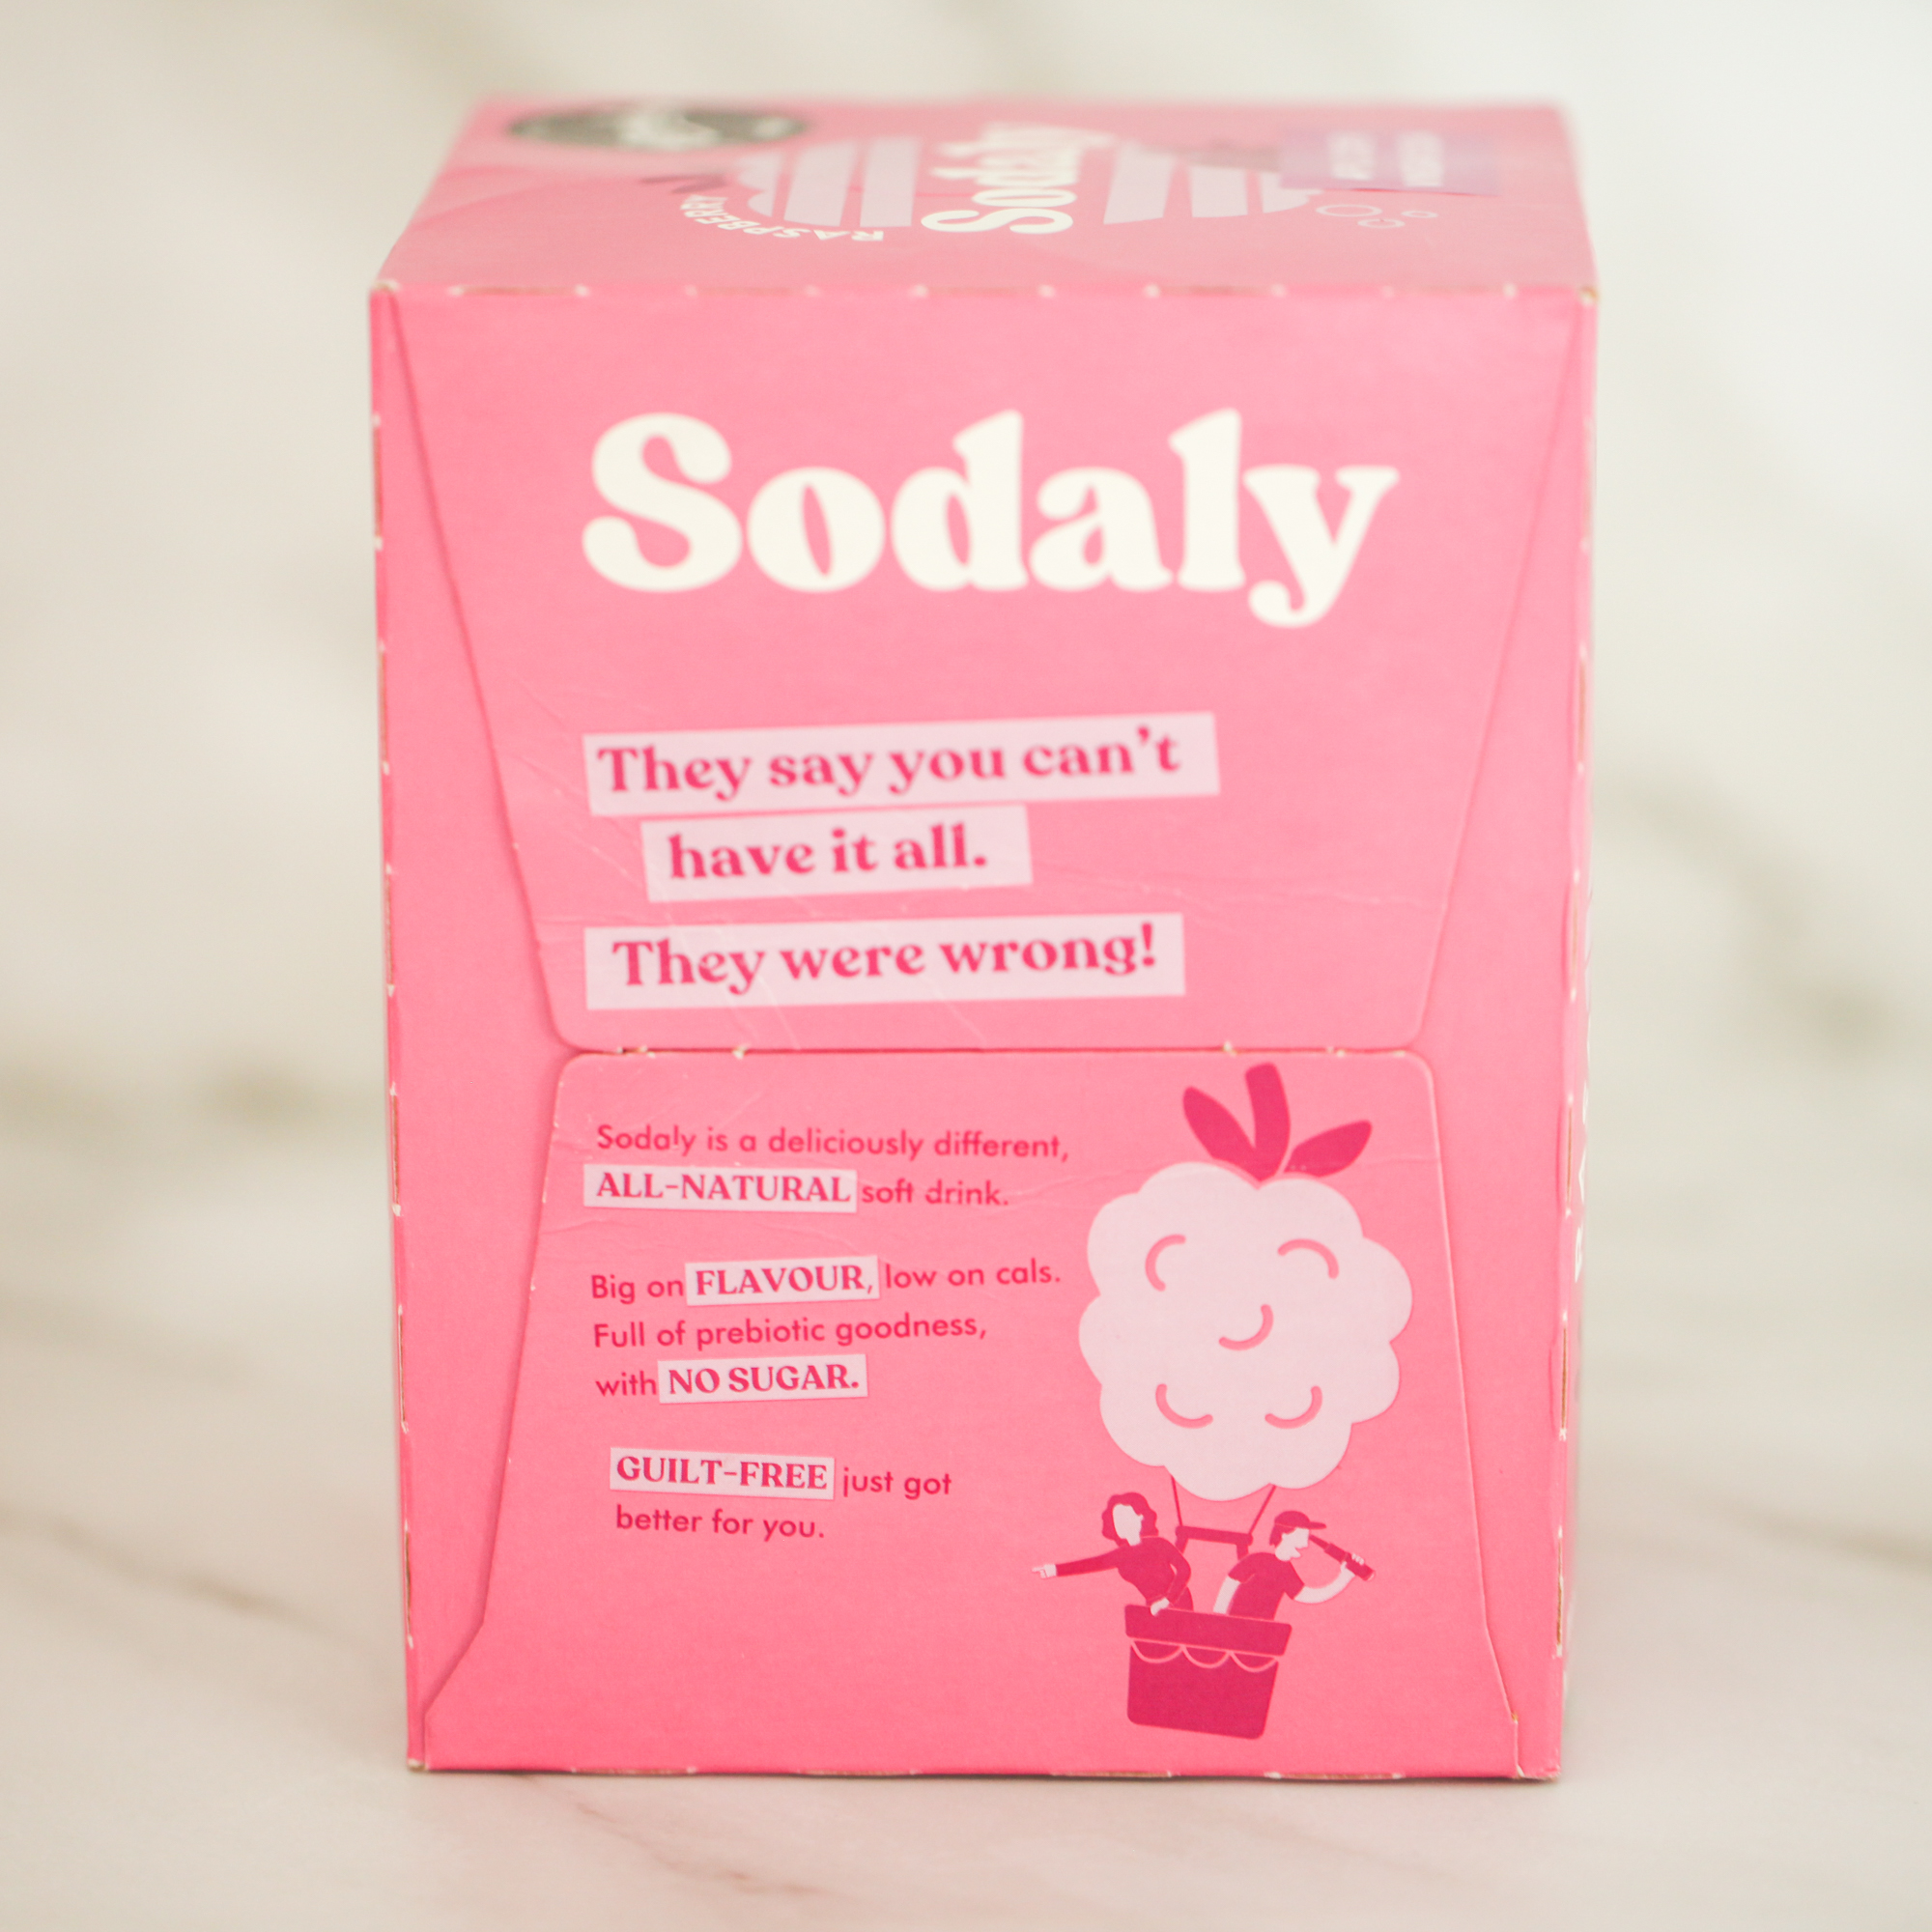 RASPBERRY
Sodaly
Sodaly
They say you can't
have it all.
They were wrong!
Sodaly is a deliciously different,
ALL-NATURAL soft drink.
Big on FLAVOUR, low on cals.
Full of prebiotic goodness,
with NO SUGAR.
GUILT-FREE just got
better for you.